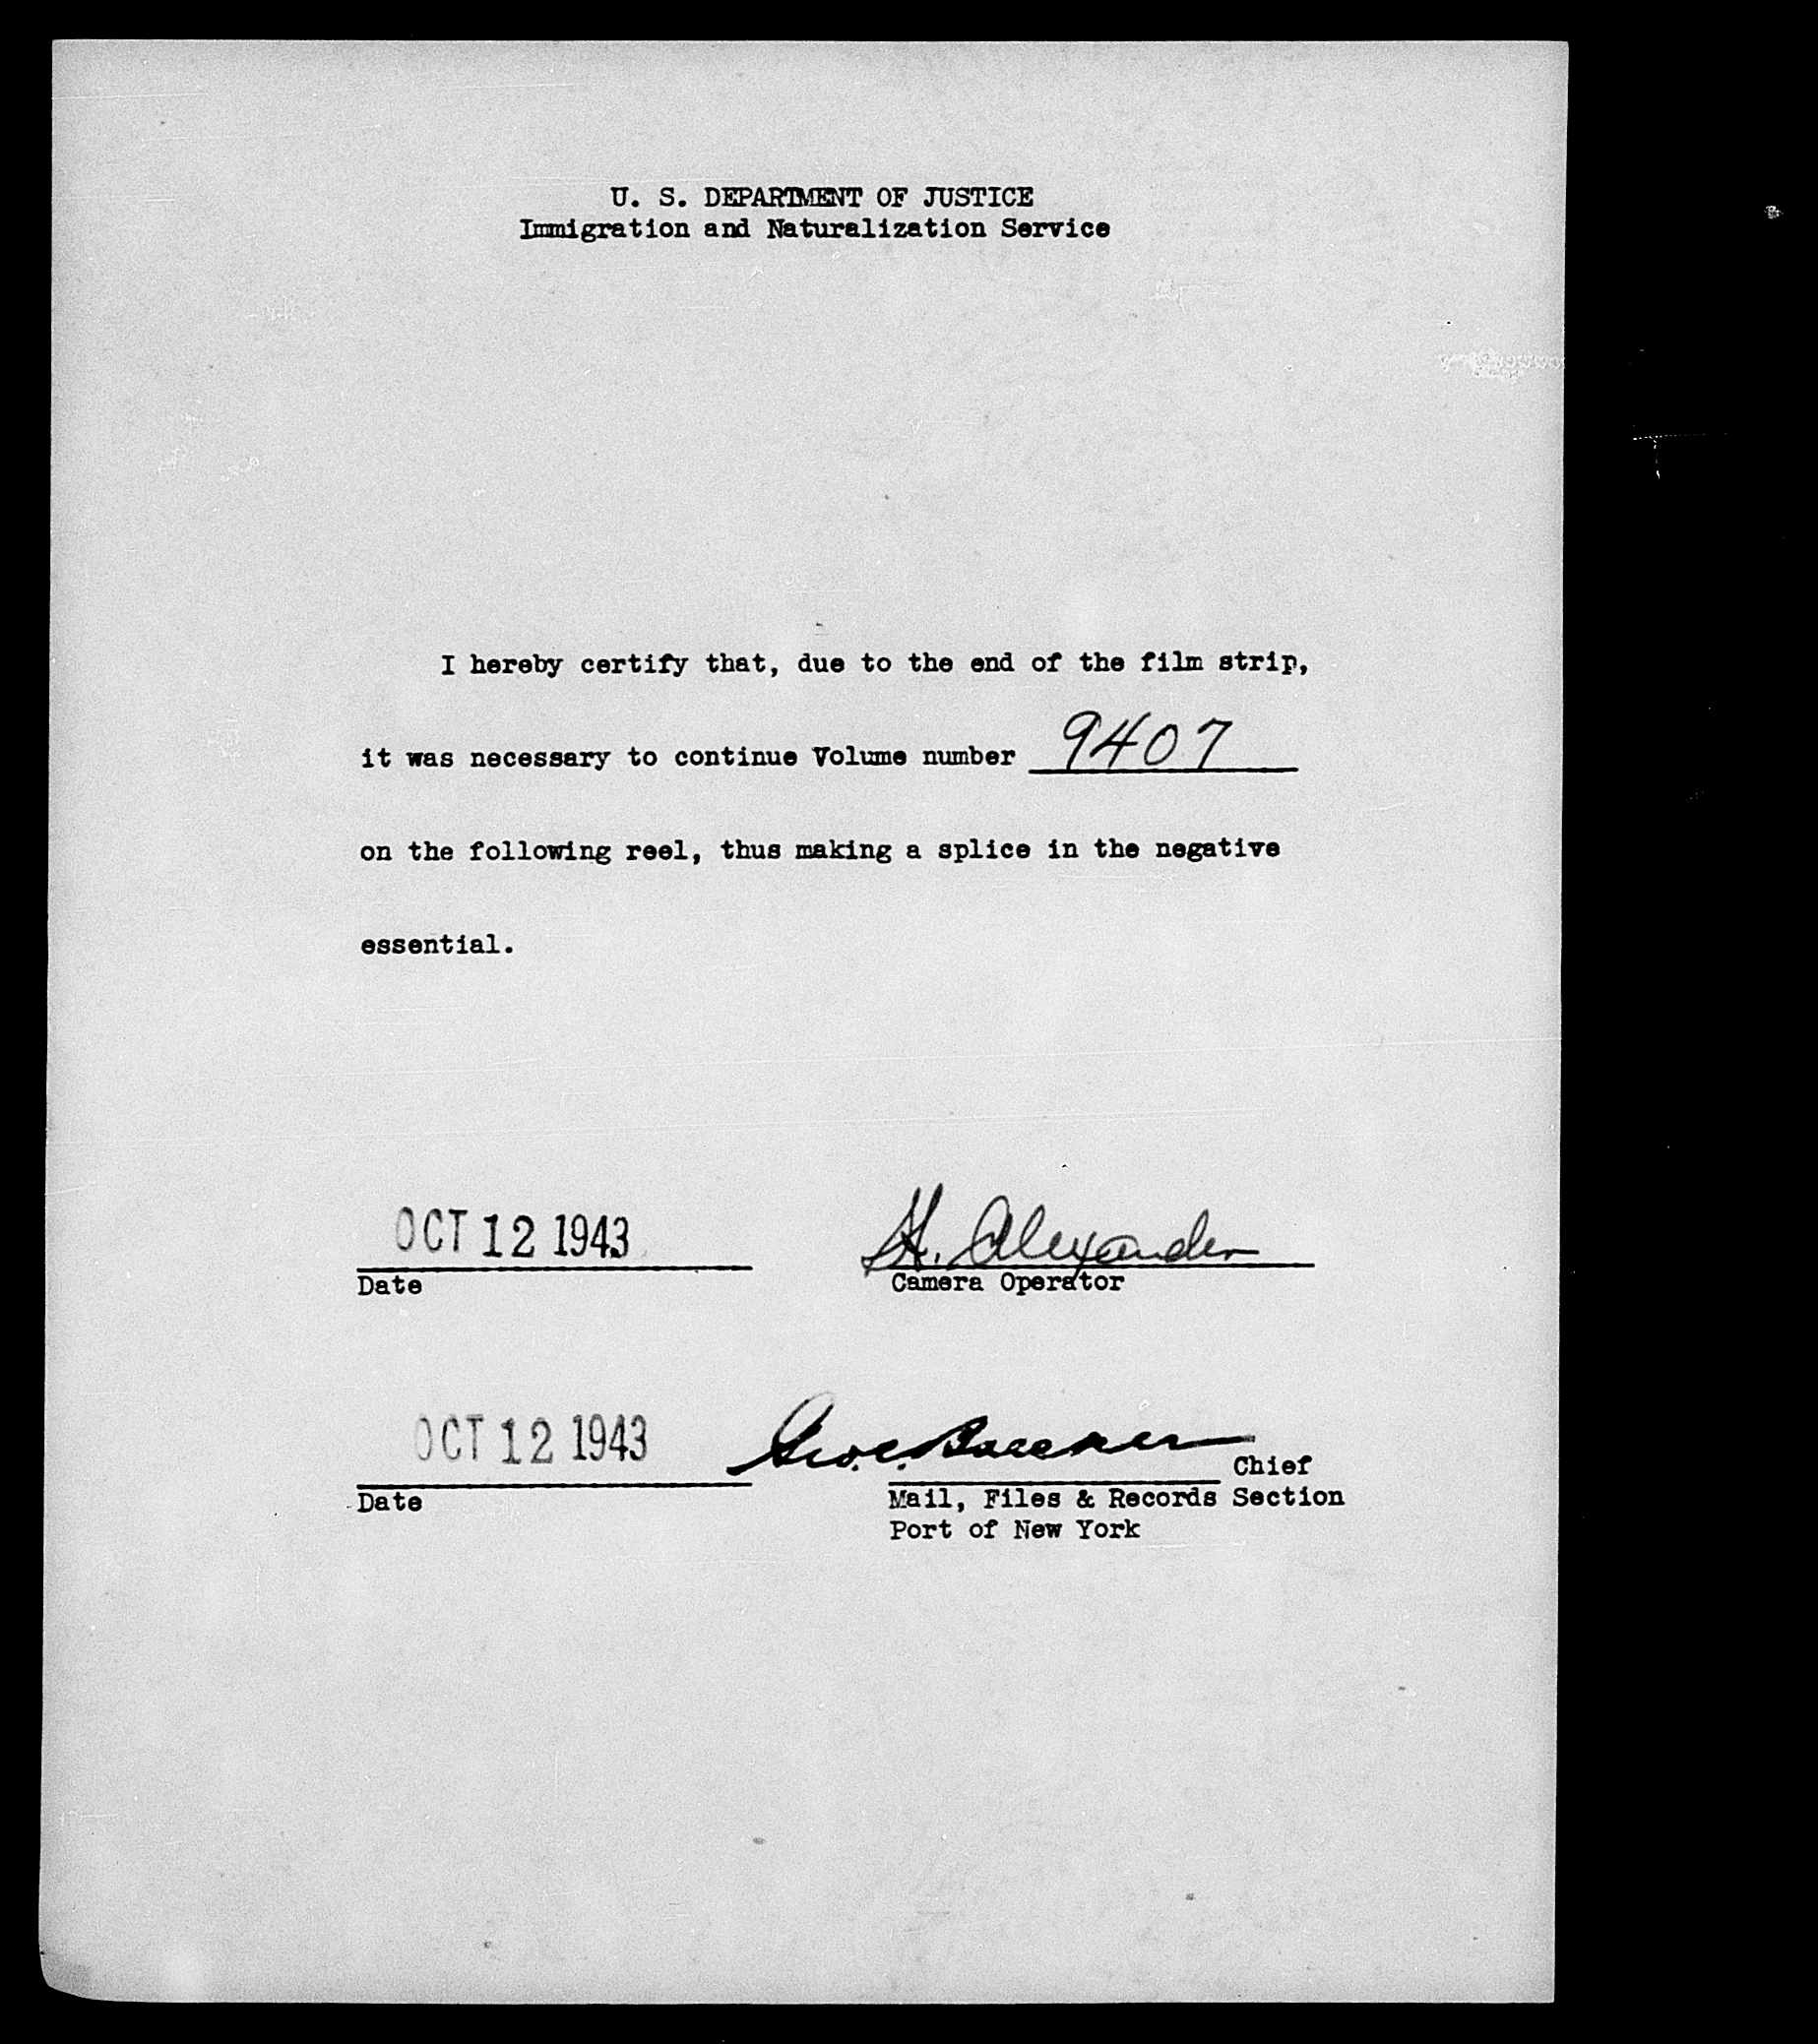 U. S. DEPARTMENT OF JUSTICE
Immigration and Naturalization Service
I hereby certify that, due to the end of the film strip,
it was necessary to continue Volume number 9407
on the following reel, thus making a splice in the negative
essential.
OCT 12 1943 H. Alexander
Date Camera Operator
OCT 12 1943 Geo. C.
Chief
Date Mail, Files & Records Section
Port of New York